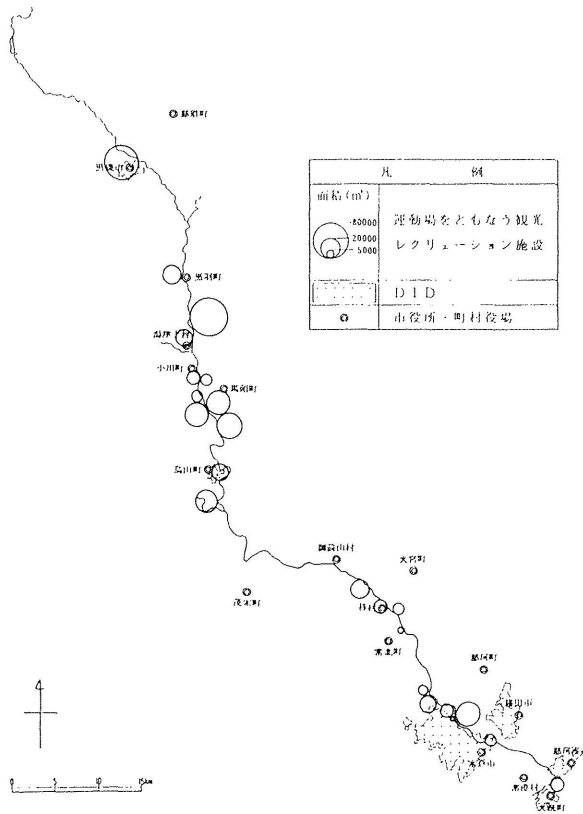 那須町
黒羽町
小川町
馬頭町
烏山町
茂木町
御前山村
大宮町
桂村
常北町
那珂町
勝田市
水戸市
常澄村
大洗町
凡 例
面積(㎡)
80000
20000
5000
運動場をともなう観光
レクリェーション施設
DID
市役所・町村役場
0 5 10 15km